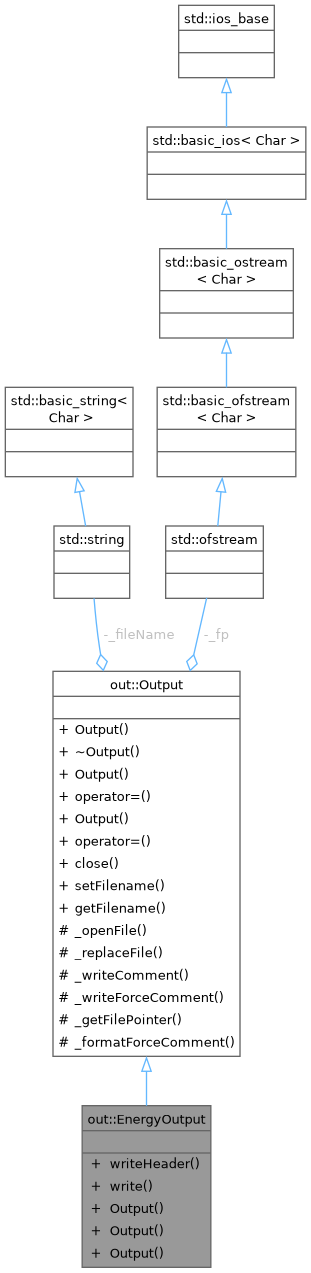 std::ios_base
std::basic_ios< Char >
std::basic_ostream
< Char >
std::basic_string<
Char >
std::basic_ofstream
< Char >
std::string
std::ofstream
-_fileName
-_fp
out::Output
+ Output()
+ ~Output()
+ Output()
+ operator=()
+ Output()
+ operator=()
+ close()
+ setFilename()
+ getFilename()
# _openFile()
# _replaceFile()
# _writeComment()
# _writeForceComment()
# _getFilePointer()
# _formatForceComment()
out::EnergyOutput
+ writeHeader()
+ write()
+ Output()
+ Output()
+ Output()